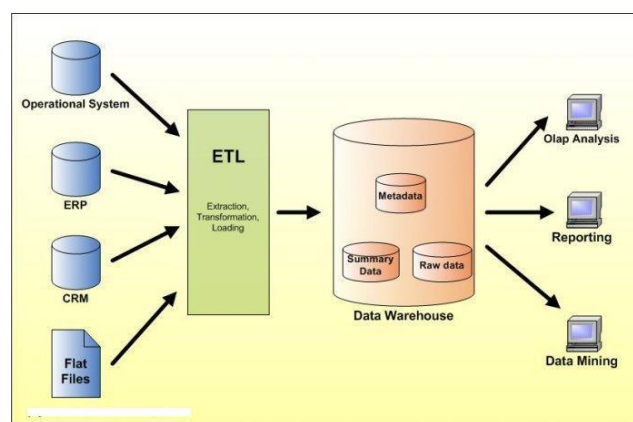 Operational System
ERP
CRM
Flat
Files
ETL
Extraction,
Transformation,
Loading
Metadata
Summary
Data
Raw data
Data Warehouse
Olap Analysis
Reporting
Data Mining